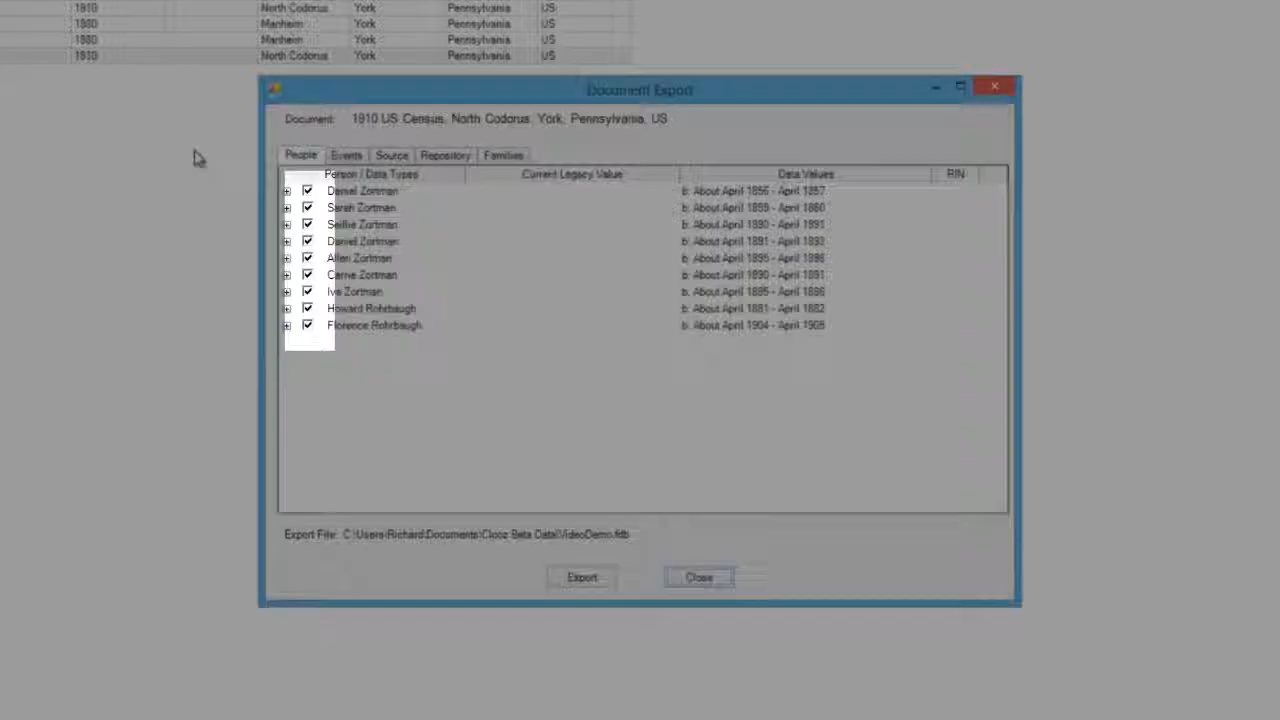 1910 North Codorus York Pennsylvania US
1880 Manheim York Pennsylvania US
1880 Manheim York Pennsylvania US
1910 North Codorus York Pennsylvania US
Document Export
Document: 1910 US Census, North Codorus, York, Pennsylvania, US
People Events Source Repository Families
Person / Data Types Current Legacy Value Data Values RIN
Daniel Zortman b: About April 1856 - April 1857
Sarah Zortman b: About April 1859 - April 1860
Seillie Zortman b: About April 1890 - April 1891
Daniel Zortman b: About April 1891 - April 1892
Allen Zortman b: About April 1895 - April 1896
Carrie Zortman b: About April 1890 - April 1891
Iva Zortman b: About April 1885 - April 1886
Howard Rohrbaugh b: About April 1881 - April 1882
Florence Rohrbaugh b: About April 1904 - April 1905
Export File: C:\Users\Richard\Documents\Clooz Beta Data\VideoDemo.fdb
Export Close